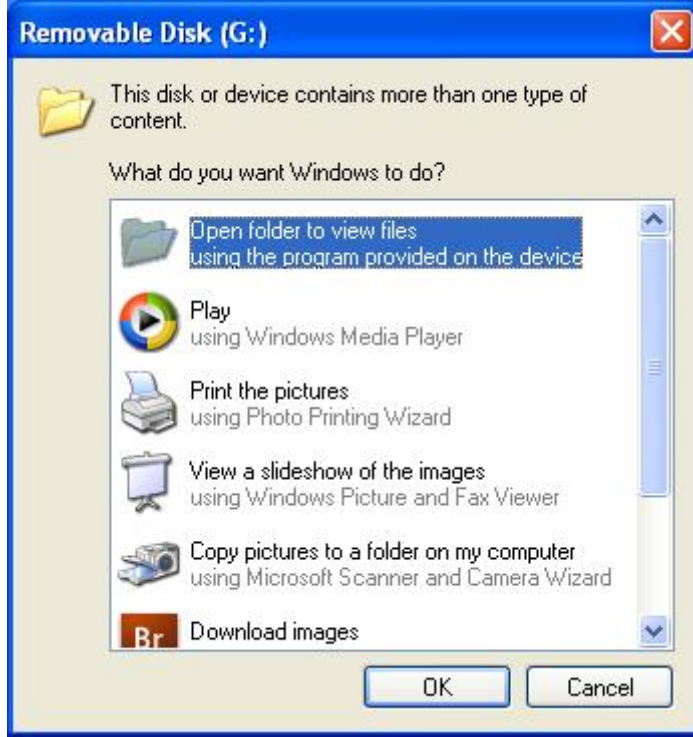 Removable Disk (G:)
This disk or device contains more than one type of
content.
What do you want Windows to do?
Open folder to view files
using the program provided on the device
Play
using Windows Media Player
Print the pictures
using Photo Printing Wizard
View a slideshow of the images
using Windows Picture and Fax Viewer
Copy pictures to a folder on my computer
using Microsoft Scanner and Camera Wizard
Br
Download images
OK
Cancel